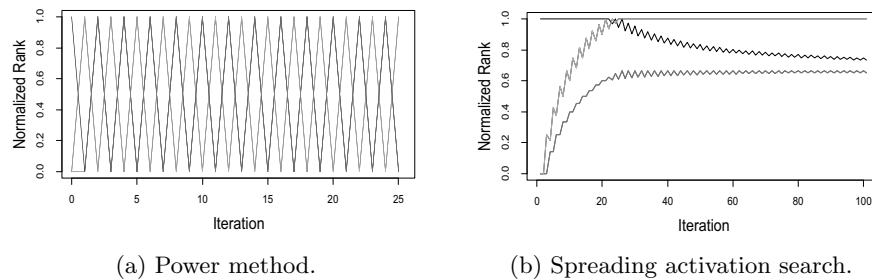 Normalized Rank
1.0
0.8
0.6
0.4
0.2
0.0
0 5 10 15 20 25
Iteration
(a) Power method.
Normalized Rank
1.0
0.8
0.6
0.4
0.2
0.0
0 20 40 60 80 100
Iteration
(b) Spreading activation search.